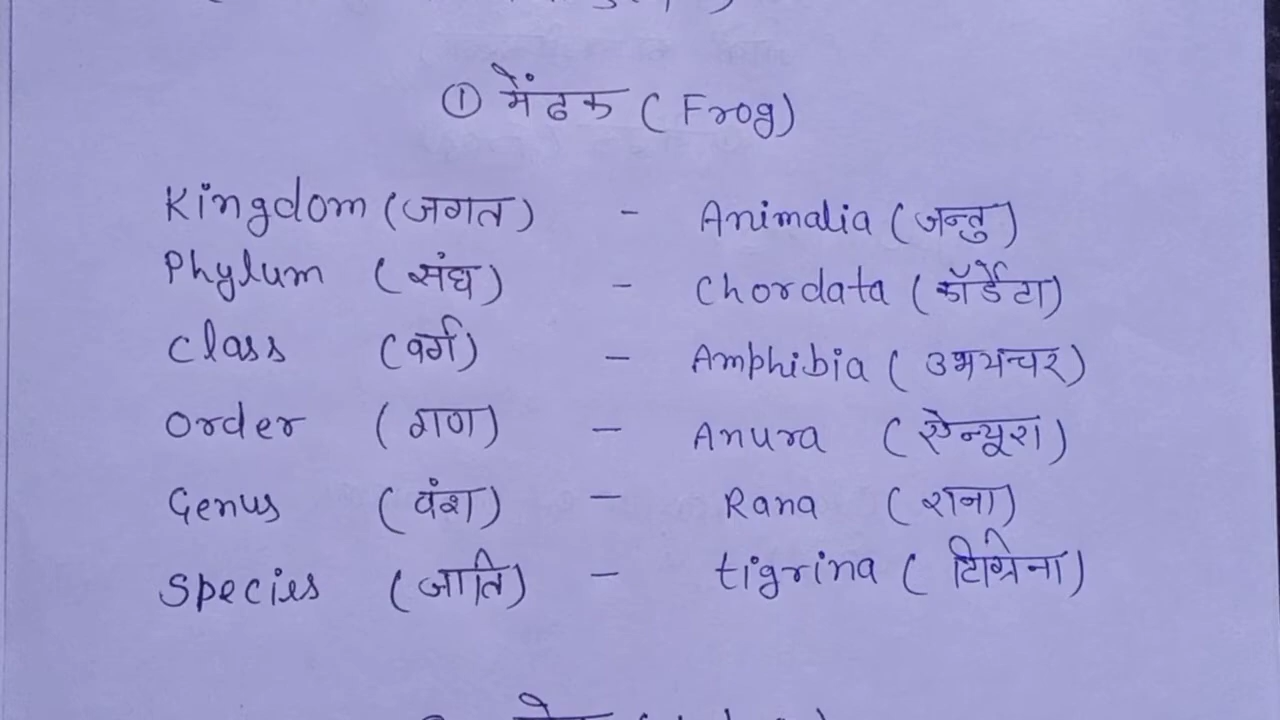 ① मेंढक ( Frog)
Kingdom (जगत) - Animalia (जन्तु)
Phylum (संघ) - Chordata (कॉर्डेटा)
Class (वर्ग) - Amphibia ( उभयचर)
Order (गण) - Anura (ऐन्यूरा)
Genus (वंश) - Rana (राना)
Species (जाति) - tigrina ( टिग्रिना)